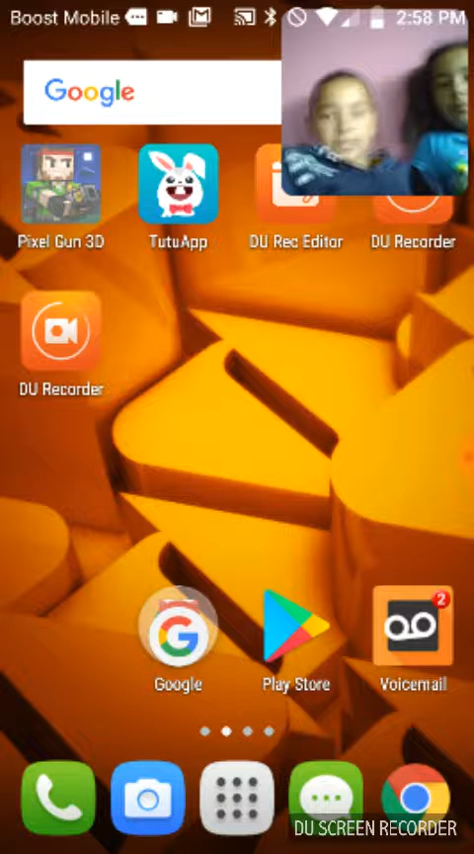 Boost Mobile 2:58 PM
Google
Pixel Gun 3D TutuApp DU Rec Editor DU Recorder
DU Recorder
2
Google Play Store Voicemail
DU SCREEN RECORDER